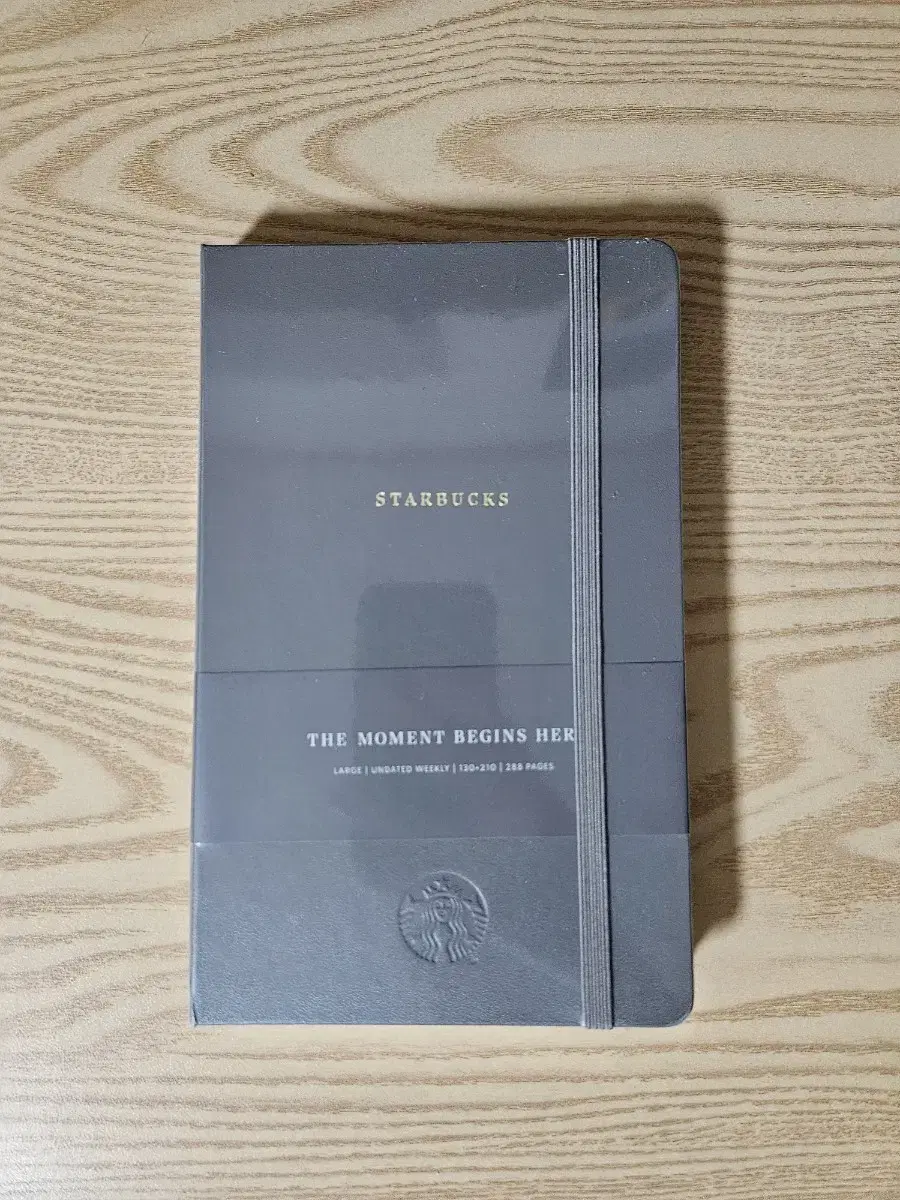 STARBUCKS
THE MOMENT BEGINS HER
LARGE | UNDATED WEEKLY | 130×210 | 288 PAGES